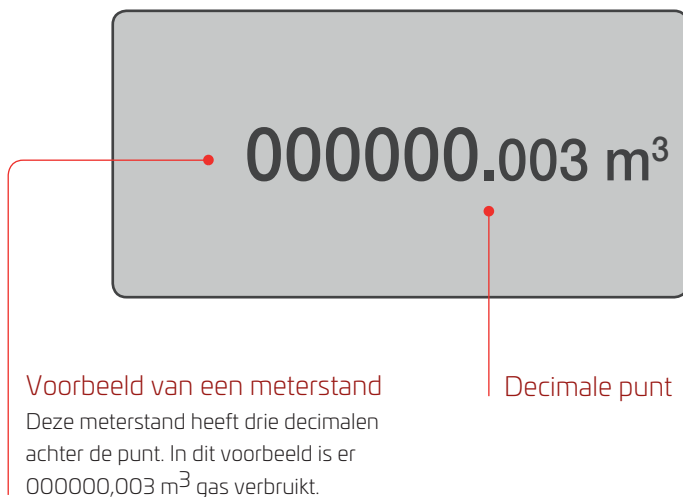 000000.003 m³
Voorbeeld van een meterstand
Deze meterstand heeft drie decimalen
achter de punt. In dit voorbeeld is er
000000,003 m³ gas verbruikt.
Decimale punt